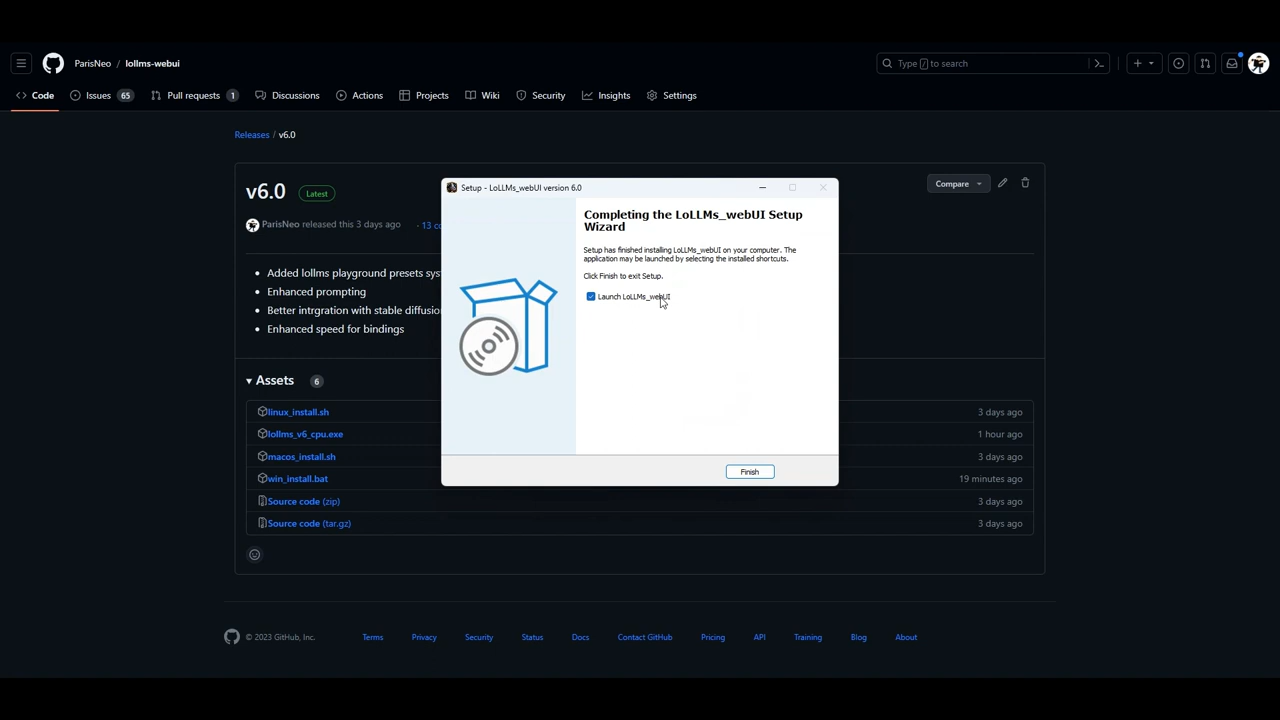 ParisNeo / lollms-webui
Type / to search
Code Issues 65 Pull requests 1 Discussions Actions Projects Wiki Security Insights Settings
Releases / v6.0
v6.0 Latest
Compare
ParisNeo released this 3 days ago · 13 co
Added lollms playground presets sys
Enhanced prompting
Better intrgration with stable diffusio
Enhanced speed for bindings
Setup - LoLLMs_webUI version 6.0
Completing the LoLLMs_webUI Setup
Wizard
Setup has finished installing LoLLMs_webUI on your computer. The
application may be launched by selecting the installed shortcuts.
Click Finish to exit Setup.
Launch LoLLMs_webUI
Finish
Assets 6
linux_install.sh 3 days ago
lollms_v6_cpu.exe 1 hour ago
macos_install.sh 3 days ago
win_install.bat 19 minutes ago
Source code (zip) 3 days ago
Source code (tar.gz) 3 days ago
© 2023 GitHub, Inc. Terms Privacy Security Status Docs Contact GitHub Pricing API Training Blog About